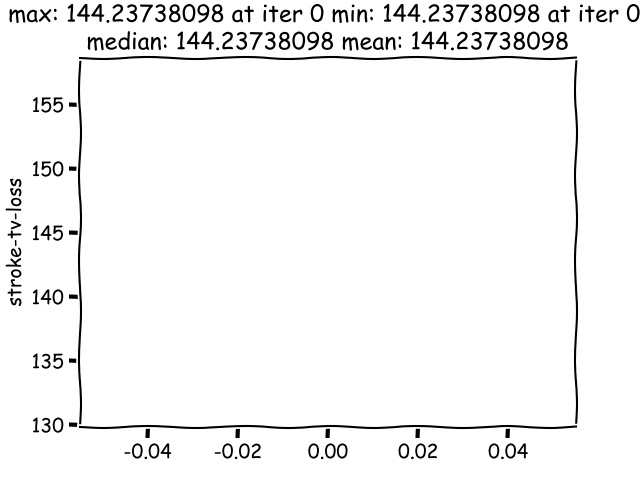 max: 144.23738098 at iter 0 min: 144.23738098 at iter 0
median: 144.23738098 mean: 144.23738098
stroke-tv-loss
155
150
145
140
135
130
-0.04 -0.02 0.00 0.02 0.04